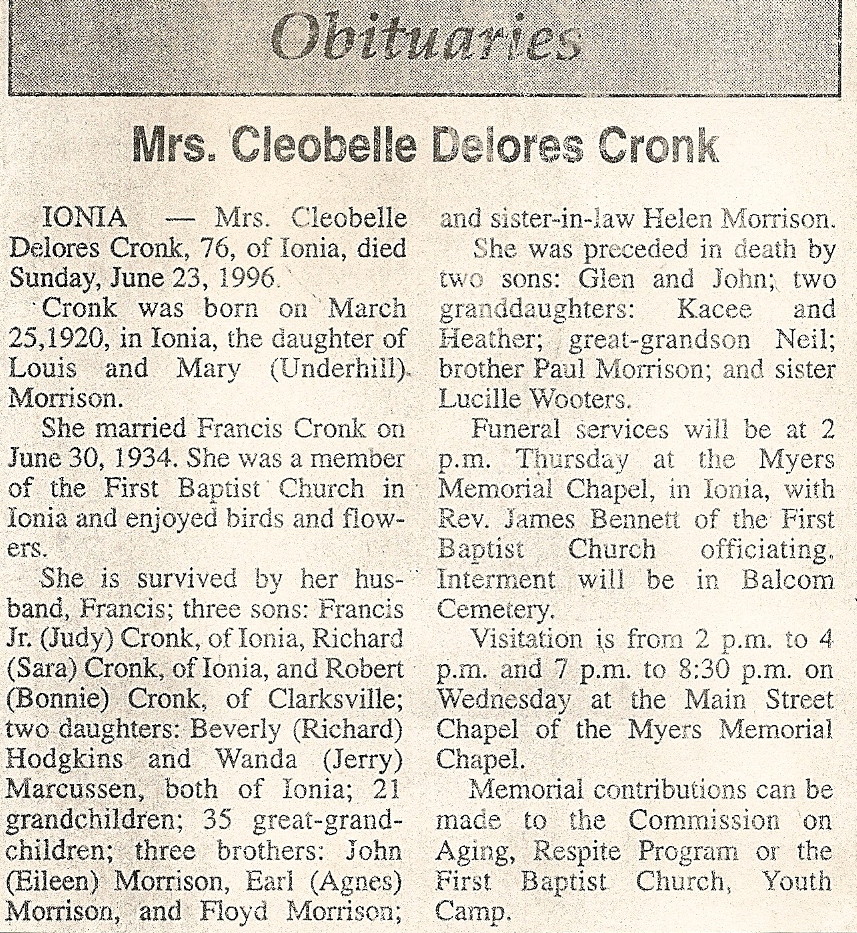 Obituaries
Mrs. Cleobelle Delores Cronk
IONIA — Mrs. Cleobelle
Delores Cronk, 76, of Ionia, died
Sunday, June 23, 1996.
Cronk was born on March
25,1920, in Ionia, the daughter of
Louis and Mary (Underhill)
Morrison.
She married Francis Cronk on
June 30, 1934. She was a member
of the First Baptist Church in
Ionia and enjoyed birds and flow-
ers.
She is survived by her hus-
band, Francis; three sons: Francis
Jr. (Judy) Cronk, of Ionia, Richard
(Sara) Cronk, of Ionia, and Robert
(Bonnie) Cronk, of Clarksville;
two daughters: Beverly (Richard)
Hodgkins and Wanda (Jerry)
Marcussen, both of Ionia; 21
grandchildren; 35 great-grand-
children; three brothers: John
(Eileen) Morrison, Earl (Agnes)
Morrison, and Floyd Morrison;
and sister-in-law Helen Morrison.
She was preceded in death by
two sons: Glen and John; two
granddaughters: Kacee and
Heather; great-grandson Neil;
brother Paul Morrison; and sister
Lucille Wooters.
Funeral services will be at 2
p.m. Thursday at the Myers
Memorial Chapel, in Ionia, with
Rev. James Bennett of the First
Baptist Church officiating.
Interment will be in Balcom
Cemetery.
Visitation is from 2 p.m. to 4
p.m. and 7 p.m. to 8:30 p.m. on
Wednesday at the Main Street
Chapel of the Myers Memorial
Chapel.
Memorial contributions can be
made to the Commission on
Aging, Respite Program or the
First Baptist Church, Youth
Camp.